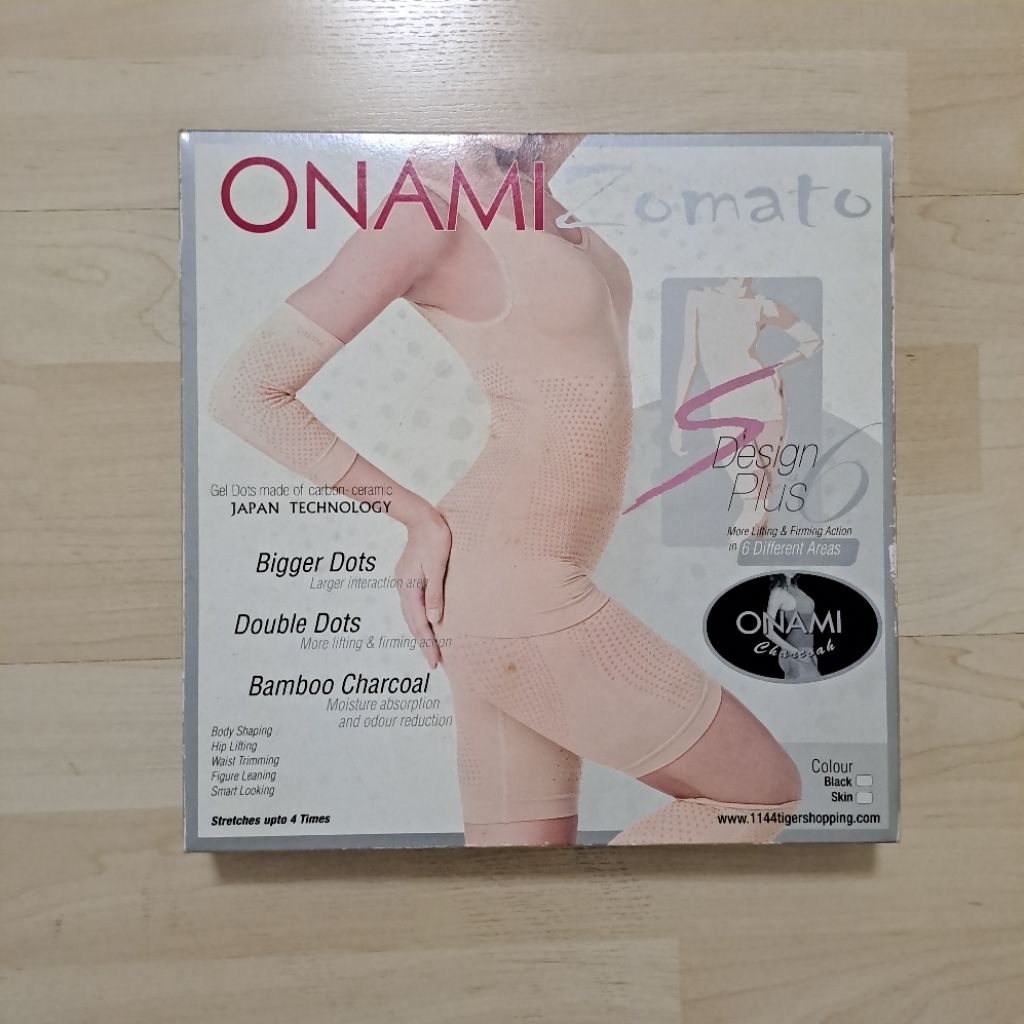 ONAMI Zomato
S
Design
Plus 6
More Lifting & Firming Action
in 6 Different Areas
Gel Dots made of carbon-ceramic
JAPAN TECHNOLOGY
Bigger Dots
Larger interaction area
Double Dots
More lifting & firming action
Bamboo Charcoal
Moisture absorption
and odour reduction
ONAMI
Body Shaping
Hip Lifting
Waist Trimming
Figure Leaning
Smart Looking
Stretches upto 4 Times
Colour
Black
Skin
www.1144tigershopping.com